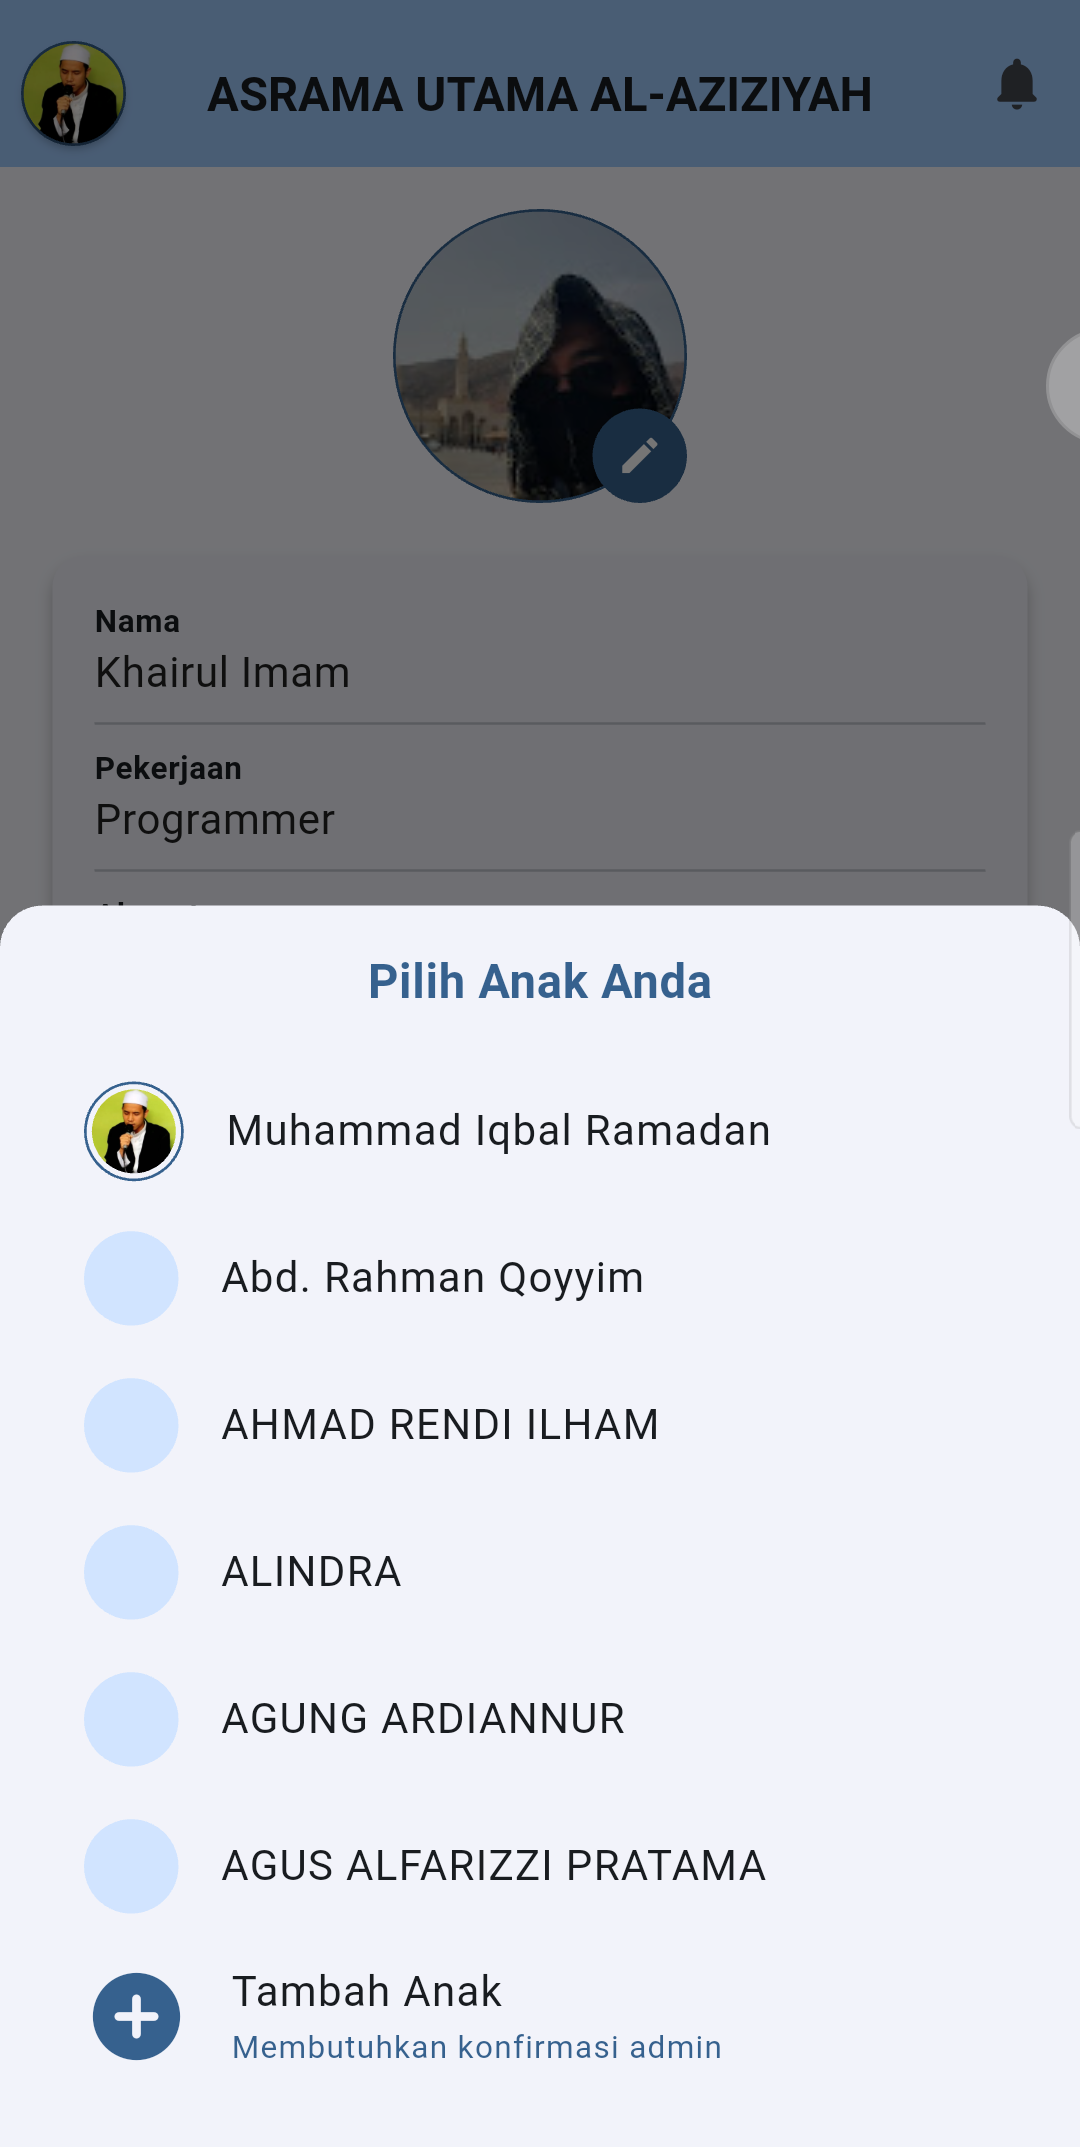 ASRAMA UTAMA AL-AZIZIYAH
Nama
Khairul Imam
Pekerjaan
Programmer
Pilih Anak Anda
Muhammad Iqbal Ramadan
Abd. Rahman Qoyyim
AHMAD RENDI ILHAM
ALINDRA
AGUNG ARDIANNUR
AGUS ALFARIZZI PRATAMA
Tambah Anak
Membutuhkan konfirmasi admin